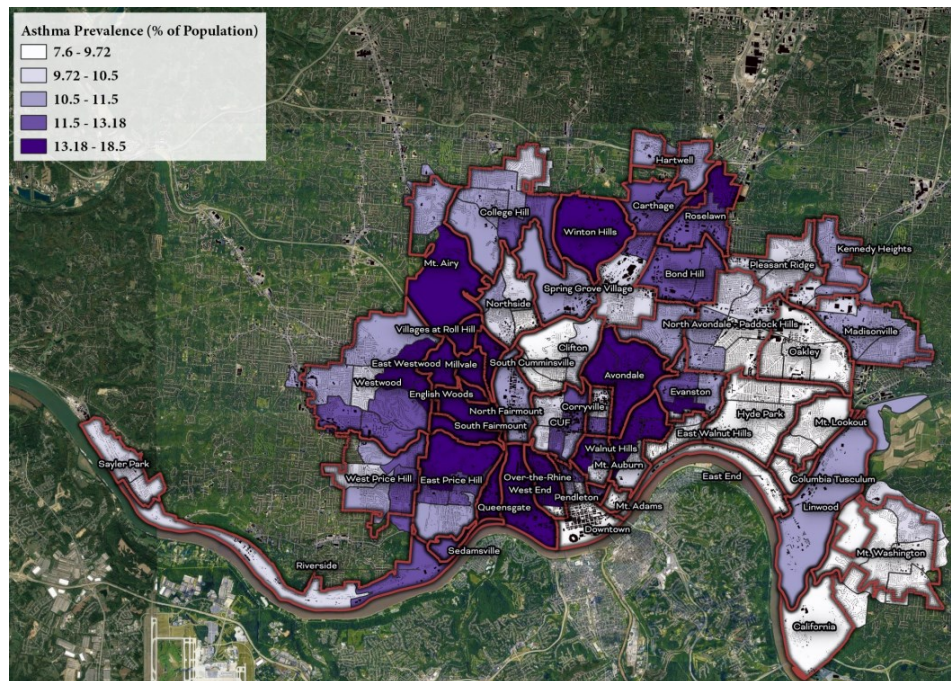 Asthma Prevalence (% of Population)
7.6 - 9.72
9.72 - 10.5
10.5 - 11.5
11.5 - 13.18
13.18 - 18.5
Hartwell
Carthage
College Hill
Roselawn
Winton Hills
Kennedy Heights
Mt. Airy
Pleasant Ridge
Bond Hill
Spring Grove Village
Northside
Villages at Roll Hill
North Avondale - Paddock Hills
Madisonville
Clifton
Oakley
East Westwood
Millvale
South Cumminsville
Avondale
Westwood
English Woods
Evanston
North Fairmount
Corryville
Hyde Park
CUF
Mt. Lookout
South Fairmount
East Walnut Hills
Walnut Hills
Sayler Park
Mt. Auburn
West Price Hill
East Price Hill
Over-the-Rhine
East End
Columbia Tusculum
West End
Pendleton
Queensgate
Mt. Adams
Linwood
Downtown
Sedamsville
Mt. Washington
Riverside
California